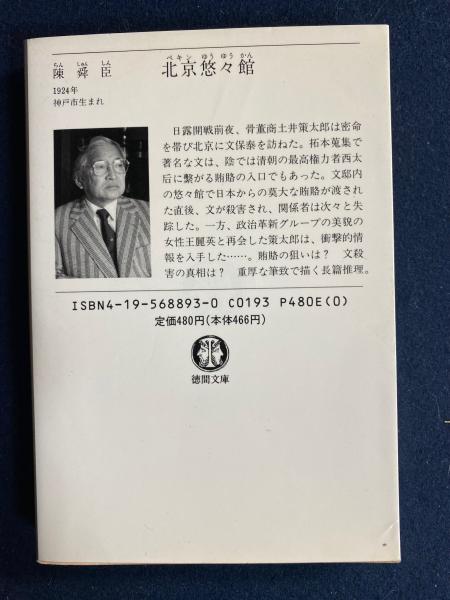 ちん しゅん しん
陳 舜 臣
ペキン ゆう ゆう かん
北京悠々館
1924年
神戸市生まれ
日露開戦前夜、骨董商土井策太郎は密命
を帯び北京に文保泰を訪ねた。拓本蒐集で
著名な文は、陰では清朝の最高権力者西太
后に繋がる賄賂の入口でもあった。文邸内
の悠々館で日本からの莫大な賄賂が渡され
た直後、文が殺害され、関係者は次々と失
踪した。一方、政治革新グループの美貌の
女性王麗英と再会した策太郎は、衝撃的情
報を入手した……。賄賂の狙いは? 文殺
害の真相は? 重厚な筆致で描く長篇推理。
ISBN4-19-568893-0 C0193 P480E(0)
定価480円(本体466円)
徳間文庫